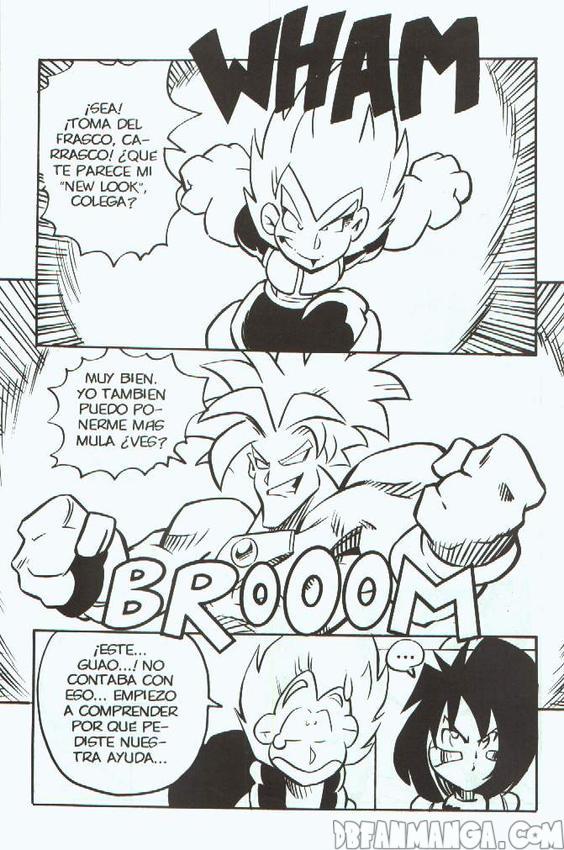 WHAM
¡SEA!
¡TOMA DEL
FRASCO, CA-
RRASCO! ¿QUE
TE PARECE MI
"NEW LOOK",
COLEGA?
MUY BIEN.
YO TAMBIEN
PUEDO PO-
NERME MAS
MULA ¿VES?
BROOOM
¡ESTE...
GUAO...! NO
CONTABA CON
ESO... EMPIEZO
A COMPRENDER
POR QUÉ PE-
DISTE NUES-
TRA AYUDA...
...
DBFANMANGA.COM